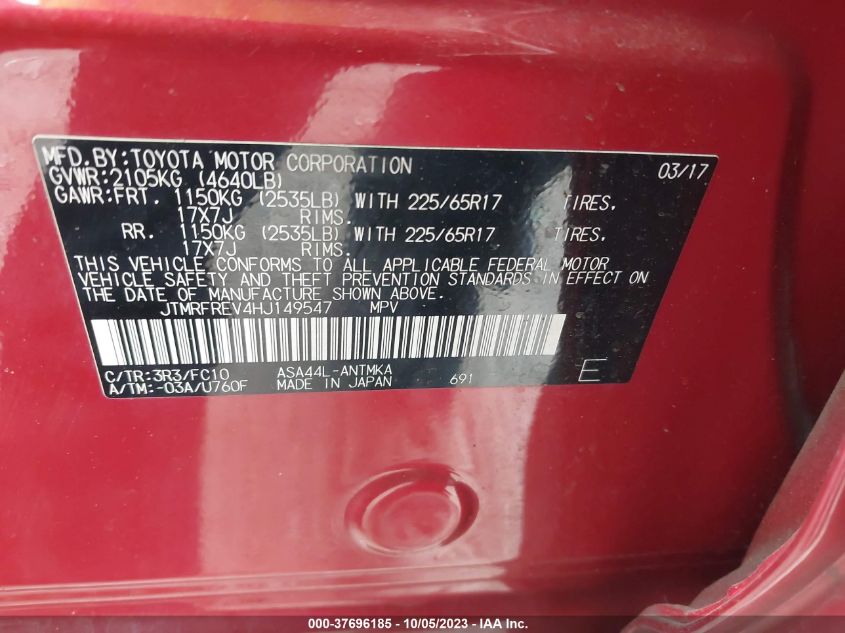 MFD.BY:TOYOTA MOTOR CORPORATION 03/17
GVWR:2105KG (4640LB)
GAWR:FRT. 1150KG (2535LB) WITH 225/65R17 TIRES.
17X7J RIMS.
RR. 1150KG (2535LB) WITH 225/65R17 TIRES.
17X7J RIMS.
THIS VEHICLE CONFORMS TO ALL APPLICABLE FEDERAL MOTOR
VEHICLE SAFETY AND THEFT PREVENTION STANDARDS IN EFFECT ON
THE DATE OF MANUFACTURE SHOWN ABOVE.
JTMRFREV4HJ149547 MPV
C/TR:3R3/FC10 ASA44L-ANTMKA
A/TM:-03A/U760F MADE IN JAPAN 691 E
000-37696185 - 10/05/2023 - Copyright © IAA, Inc.